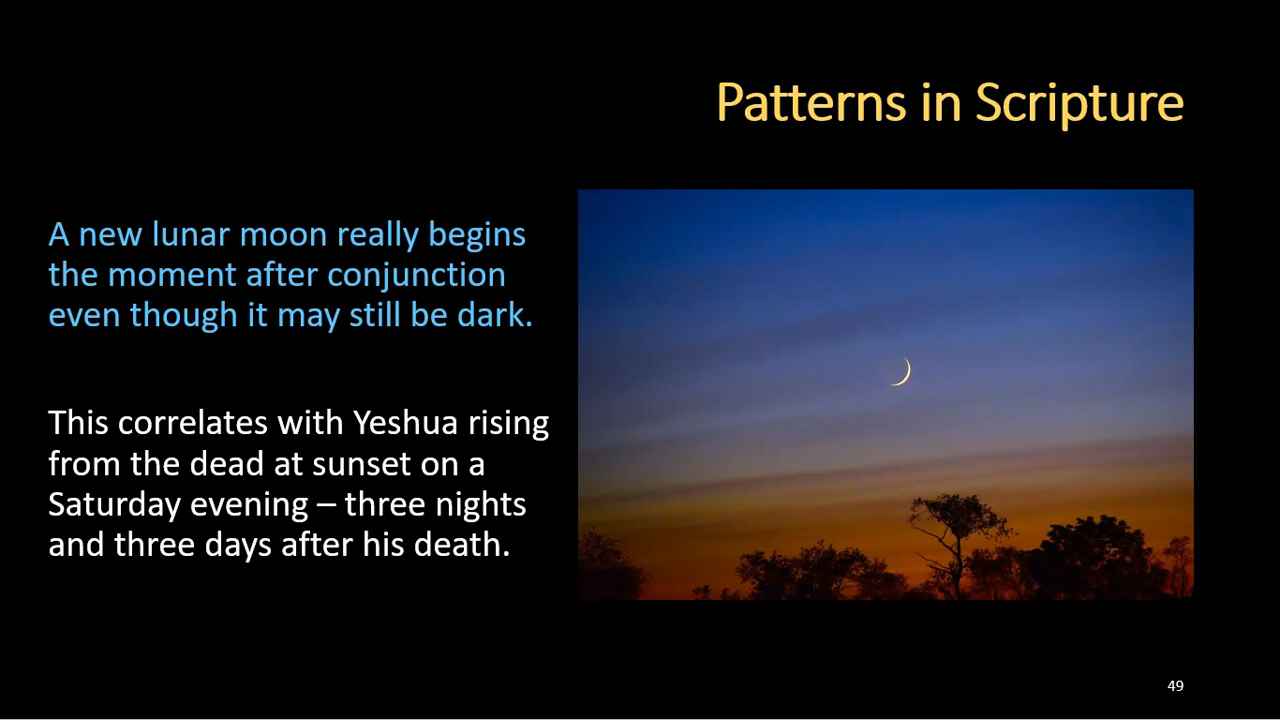 Patterns in Scripture
A new lunar moon really begins
the moment after conjunction
even though it may still be dark.
This correlates with Yeshua rising
from the dead at sunset on a
Saturday evening – three nights
and three days after his death.
49